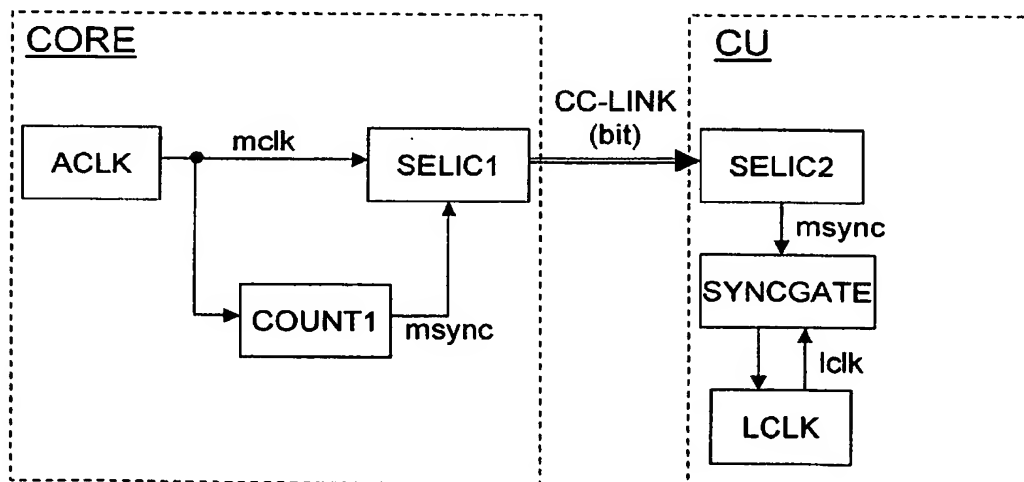 CORE
CU
CC-LINK
(bit)
ACLK
mclk
SELIC1
SELIC2
msync
SYNCGATE
COUNT1
msync
lclk
LCLK